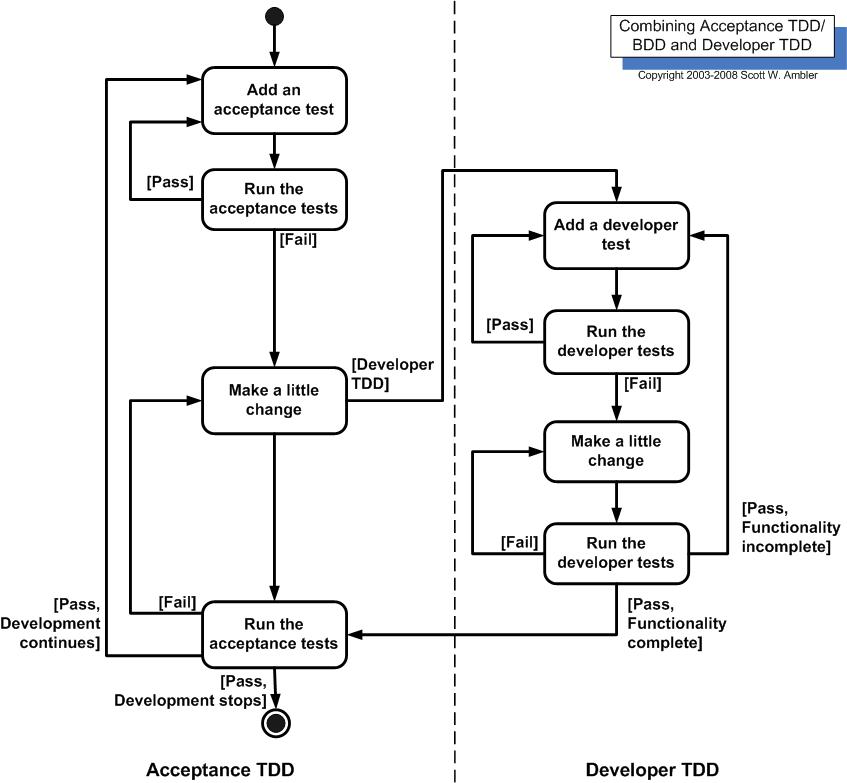 Combining Acceptance TDD/
BDD and Developer TDD
Copyright 2003-2008 Scott W. Ambler
Add an
acceptance test
[Pass]
Run the
acceptance tests
[Fail]
[Developer
TDD]
Make a little
change
[Fail]
[Pass,
Development
continues]
Run the
acceptance tests
[Pass,
Development stops]
Acceptance TDD
Add a developer
test
[Pass]
Run the
developer tests
[Fail]
Make a little
change
[Fail]
Run the
developer tests
[Pass,
Functionality
incomplete]
[Pass,
Functionality
complete]
Developer TDD